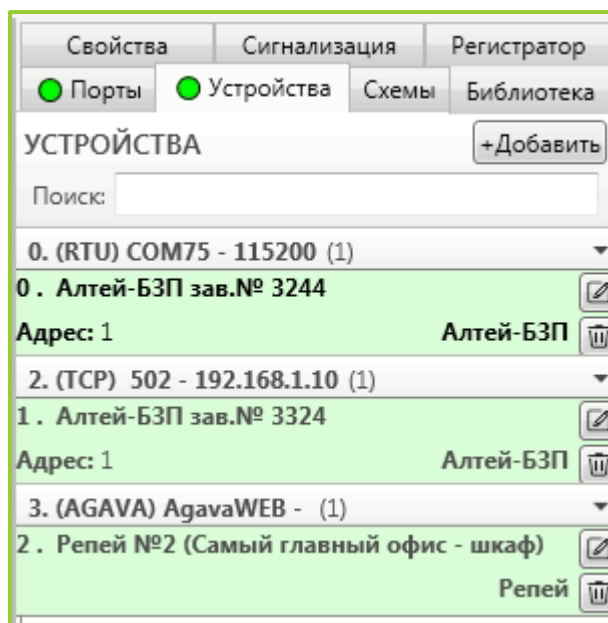 Свойства Сигнализация Регистратор
Порты Устройства Схемы Библиотека
УСТРОЙСТВА +Добавить
Поиск:
0. (RTU) COM75 - 115200 (1)
0 . Алтей-БЗП зав.№ 3244
Адрес: 1 Алтей-БЗП
2. (TCP) 502 - 192.168.1.10 (1)
1 . Алтей-БЗП зав.№ 3324
Адрес: 1 Алтей-БЗП
3. (AGAVA) AgavaWEB - (1)
2 . Репей №2 (Самый главный офис - шкаф)
Репей